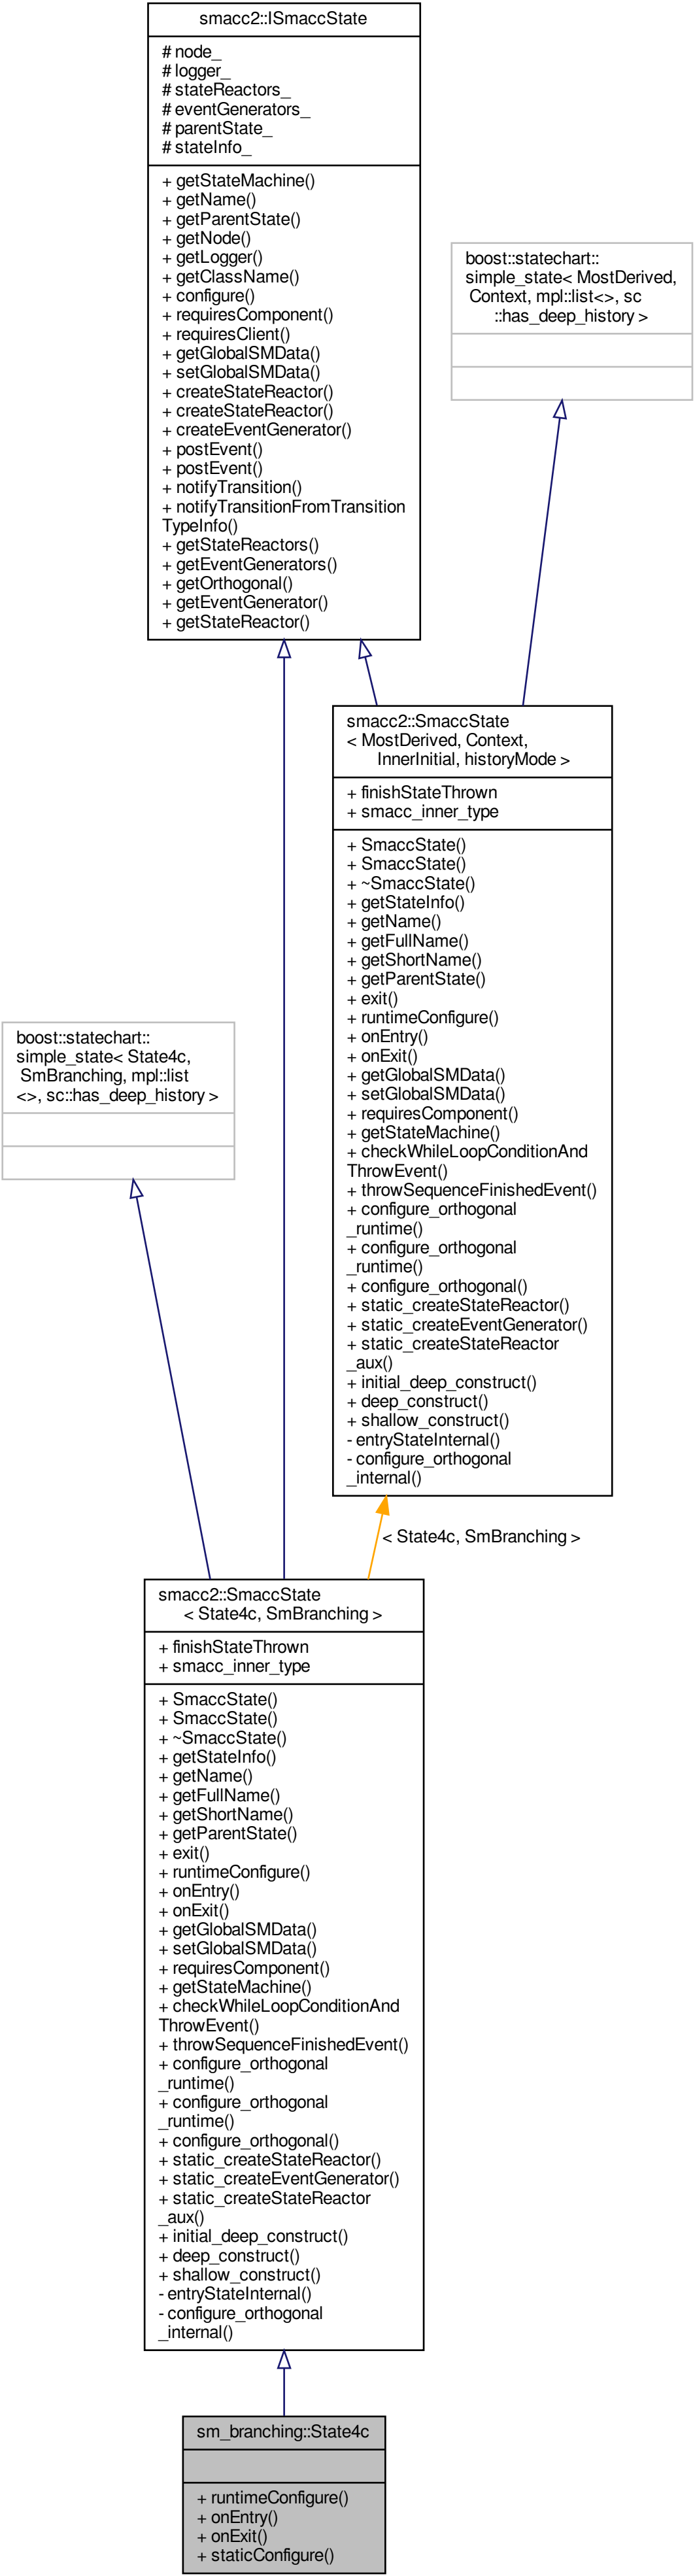 smacc2::ISmaccState
# node_
# logger_
# stateReactors_
# eventGenerators_
# parentState_
# stateInfo_
+ getStateMachine()
+ getName()
+ getParentState()
+ getNode()
+ getLogger()
+ getClassName()
+ configure()
+ requiresComponent()
+ requiresClient()
+ getGlobalSMData()
+ setGlobalSMData()
+ createStateReactor()
+ createStateReactor()
+ createEventGenerator()
+ postEvent()
+ postEvent()
+ notifyTransition()
+ notifyTransitionFromTransition
TypeInfo()
+ getStateReactors()
+ getEventGenerators()
+ getOrthogonal()
+ getEventGenerator()
+ getStateReactor()
boost::statechart::
simple_state< MostDerived,
Context, mpl::list<>, sc
::has_deep_history >
smacc2::SmaccState
< MostDerived, Context,
InnerInitial, historyMode >
+ finishStateThrown
+ smacc_inner_type
+ SmaccState()
+ SmaccState()
+ ~SmaccState()
+ getStateInfo()
+ getName()
+ getFullName()
+ getShortName()
+ getParentState()
+ exit()
+ runtimeConfigure()
+ onEntry()
+ onExit()
+ getGlobalSMData()
+ setGlobalSMData()
+ requiresComponent()
+ getStateMachine()
+ checkWhileLoopConditionAnd
ThrowEvent()
+ throwSequenceFinishedEvent()
+ configure_orthogonal
_runtime()
+ configure_orthogonal
_runtime()
+ configure_orthogonal()
+ static_createStateReactor()
+ static_createEventGenerator()
+ static_createStateReactor
_aux()
+ initial_deep_construct()
+ deep_construct()
+ shallow_construct()
- entryStateInternal()
- configure_orthogonal
_internal()
boost::statechart::
simple_state< State4c,
SmBranching, mpl::list
<>, sc::has_deep_history >
< State4c, SmBranching >
smacc2::SmaccState
< State4c, SmBranching >
+ finishStateThrown
+ smacc_inner_type
+ SmaccState()
+ SmaccState()
+ ~SmaccState()
+ getStateInfo()
+ getName()
+ getFullName()
+ getShortName()
+ getParentState()
+ exit()
+ runtimeConfigure()
+ onEntry()
+ onExit()
+ getGlobalSMData()
+ setGlobalSMData()
+ requiresComponent()
+ getStateMachine()
+ checkWhileLoopConditionAnd
ThrowEvent()
+ throwSequenceFinishedEvent()
+ configure_orthogonal
_runtime()
+ configure_orthogonal
_runtime()
+ configure_orthogonal()
+ static_createStateReactor()
+ static_createEventGenerator()
+ static_createStateReactor
_aux()
+ initial_deep_construct()
+ deep_construct()
+ shallow_construct()
- entryStateInternal()
- configure_orthogonal
_internal()
sm_branching::State4c
+ runtimeConfigure()
+ onEntry()
+ onExit()
+ staticConfigure()